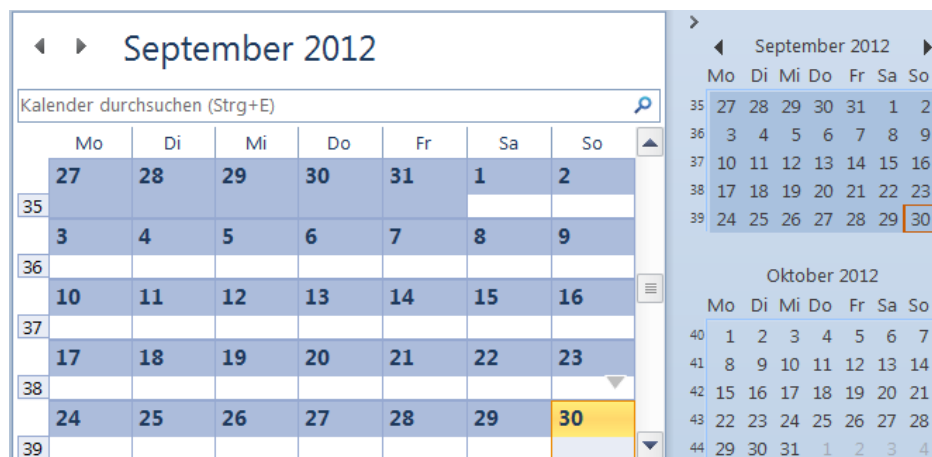 September 2012
Kalender durchsuchen (Strg+E)
Mo Di Mi Do Fr Sa So
27 28 29 30 31 1 2
35
3 4 5 6 7 8 9
36
10 11 12 13 14 15 16
37
17 18 19 20 21 22 23
38
24 25 26 27 28 29 30
39
September 2012
Mo Di Mi Do Fr Sa So
35 27 28 29 30 31 1 2
36 3 4 5 6 7 8 9
37 10 11 12 13 14 15 16
38 17 18 19 20 21 22 23
39 24 25 26 27 28 29 30
Oktober 2012
Mo Di Mi Do Fr Sa So
40 1 2 3 4 5 6 7
41 8 9 10 11 12 13 14
42 15 16 17 18 19 20 21
43 22 23 24 25 26 27 28
44 29 30 31 1 2 3 4